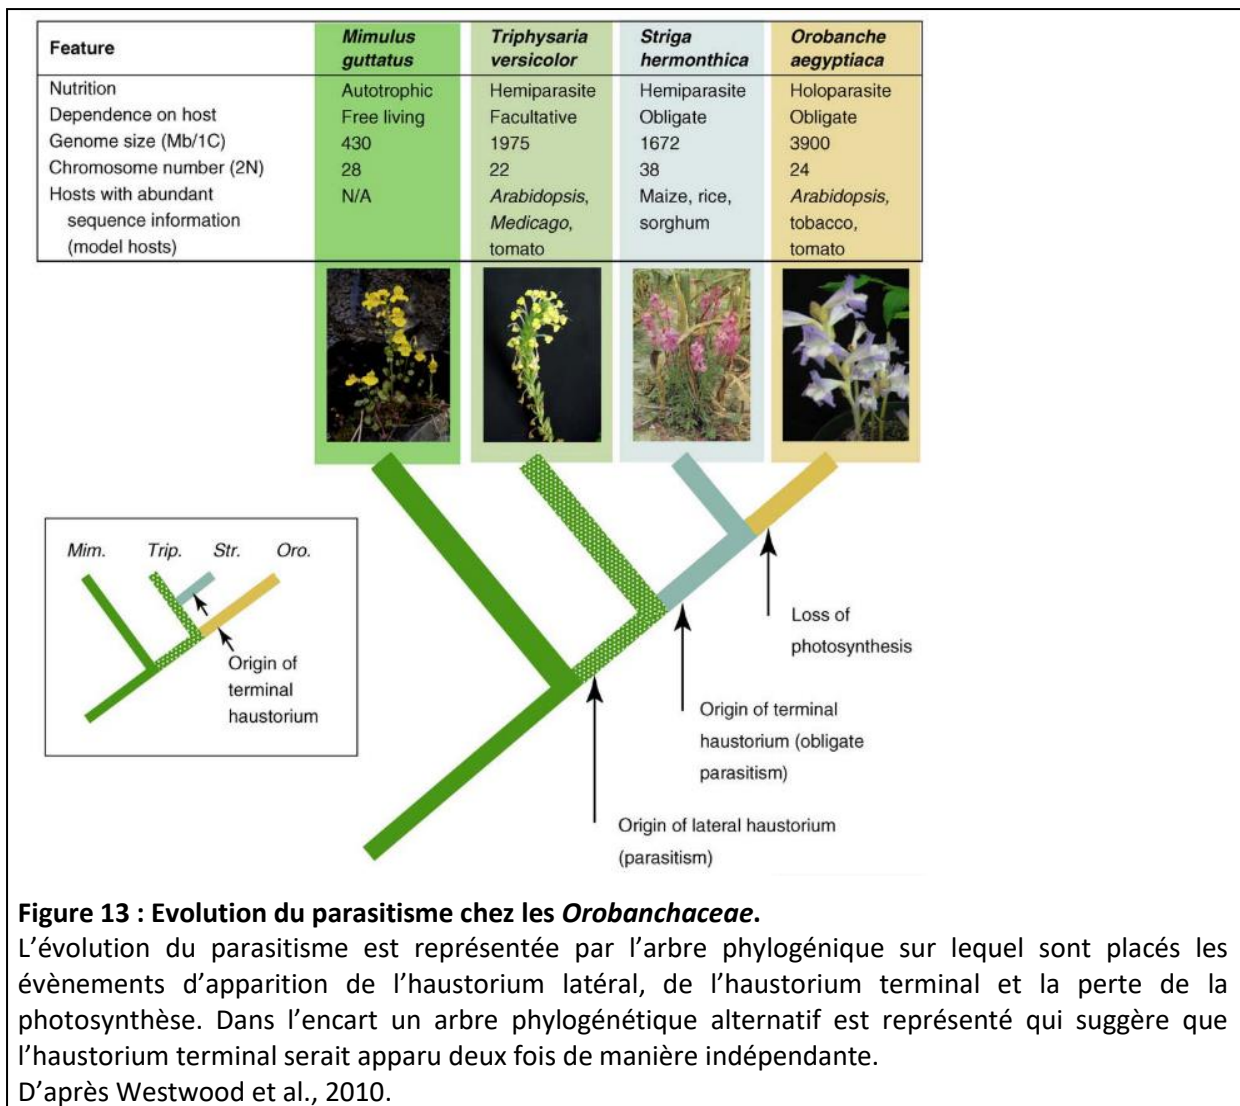 Feature
Mimulus guttatus
Triphysaria versicolor
Striga hermonthica
Orobanche aegyptiaca
Nutrition Autotrophic Hemiparasite Hemiparasite Holoparasite
Dependence on host Free living Facultative Obligate Obligate
Genome size (Mb/1C) 430 1975 1672 3900
Chromosome number (2N) 28 22 38 24
Hosts with abundant N/A Arabidopsis, Maize, rice, Arabidopsis,
sequence information Medicago, sorghum tobacco,
(model hosts) tomato tomato
Mim. Trip. Str. Oro.
Origin of
terminal
haustorium
Loss of
photosynthesis
Origin of terminal
haustorium (obligate
parasitism)
Origin of lateral haustorium
(parasitism)
Figure 13 : Evolution du parasitisme chez les Orobanchaceae.
L’évolution du parasitisme est représentée par l’arbre phylogénique sur lequel sont placés les
évènements d’apparition de l’haustorium latéral, de l’haustorium terminal et la perte de la
photosynthèse. Dans l’encart un arbre phylogénétique alternatif est représenté qui suggère que
l’haustorium terminal serait apparu deux fois de manière indépendante.
D’après Westwood et al., 2010.